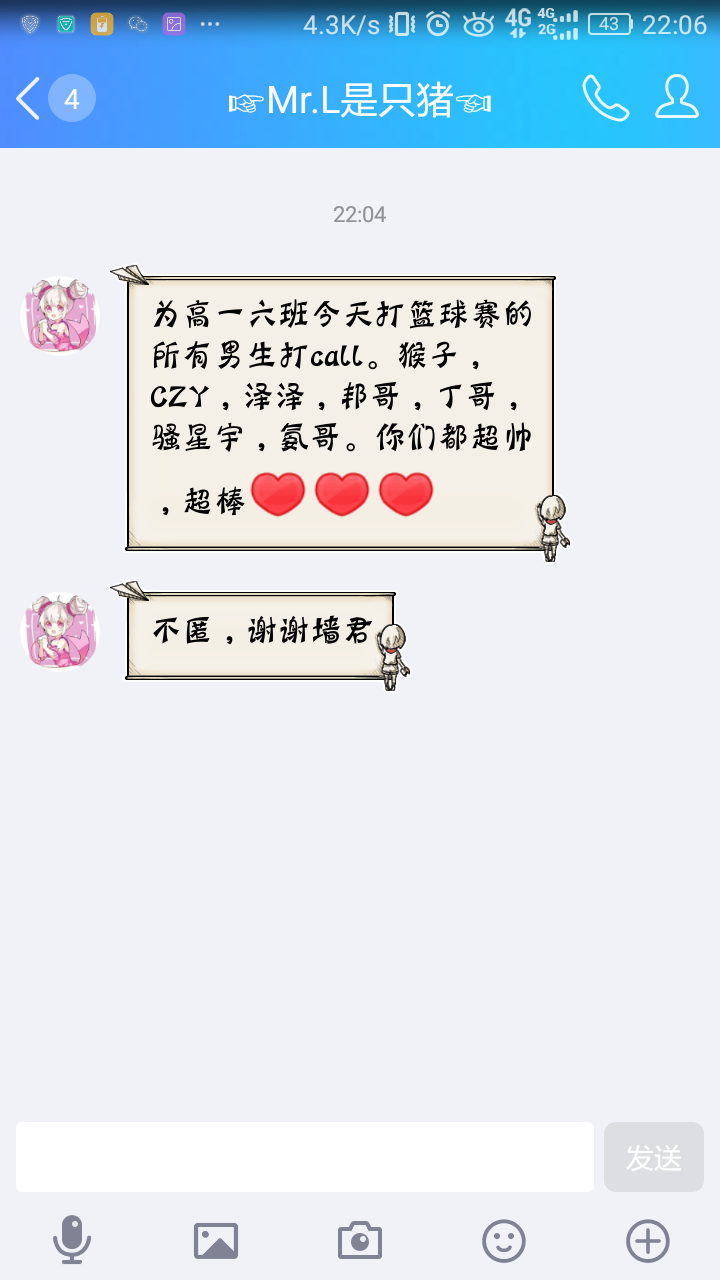 4.3K/s 4G 4G 2G 43 22:06
4 ☞Mr.L是只猪☜
22:04
为高一六班今天打篮球赛的
所有男生打call。猴子，
CZY，泽泽，邦哥，丁哥，
骚星宇，氨哥。你们都超帅
，超棒❤❤❤
不匿，谢谢墙君
发送